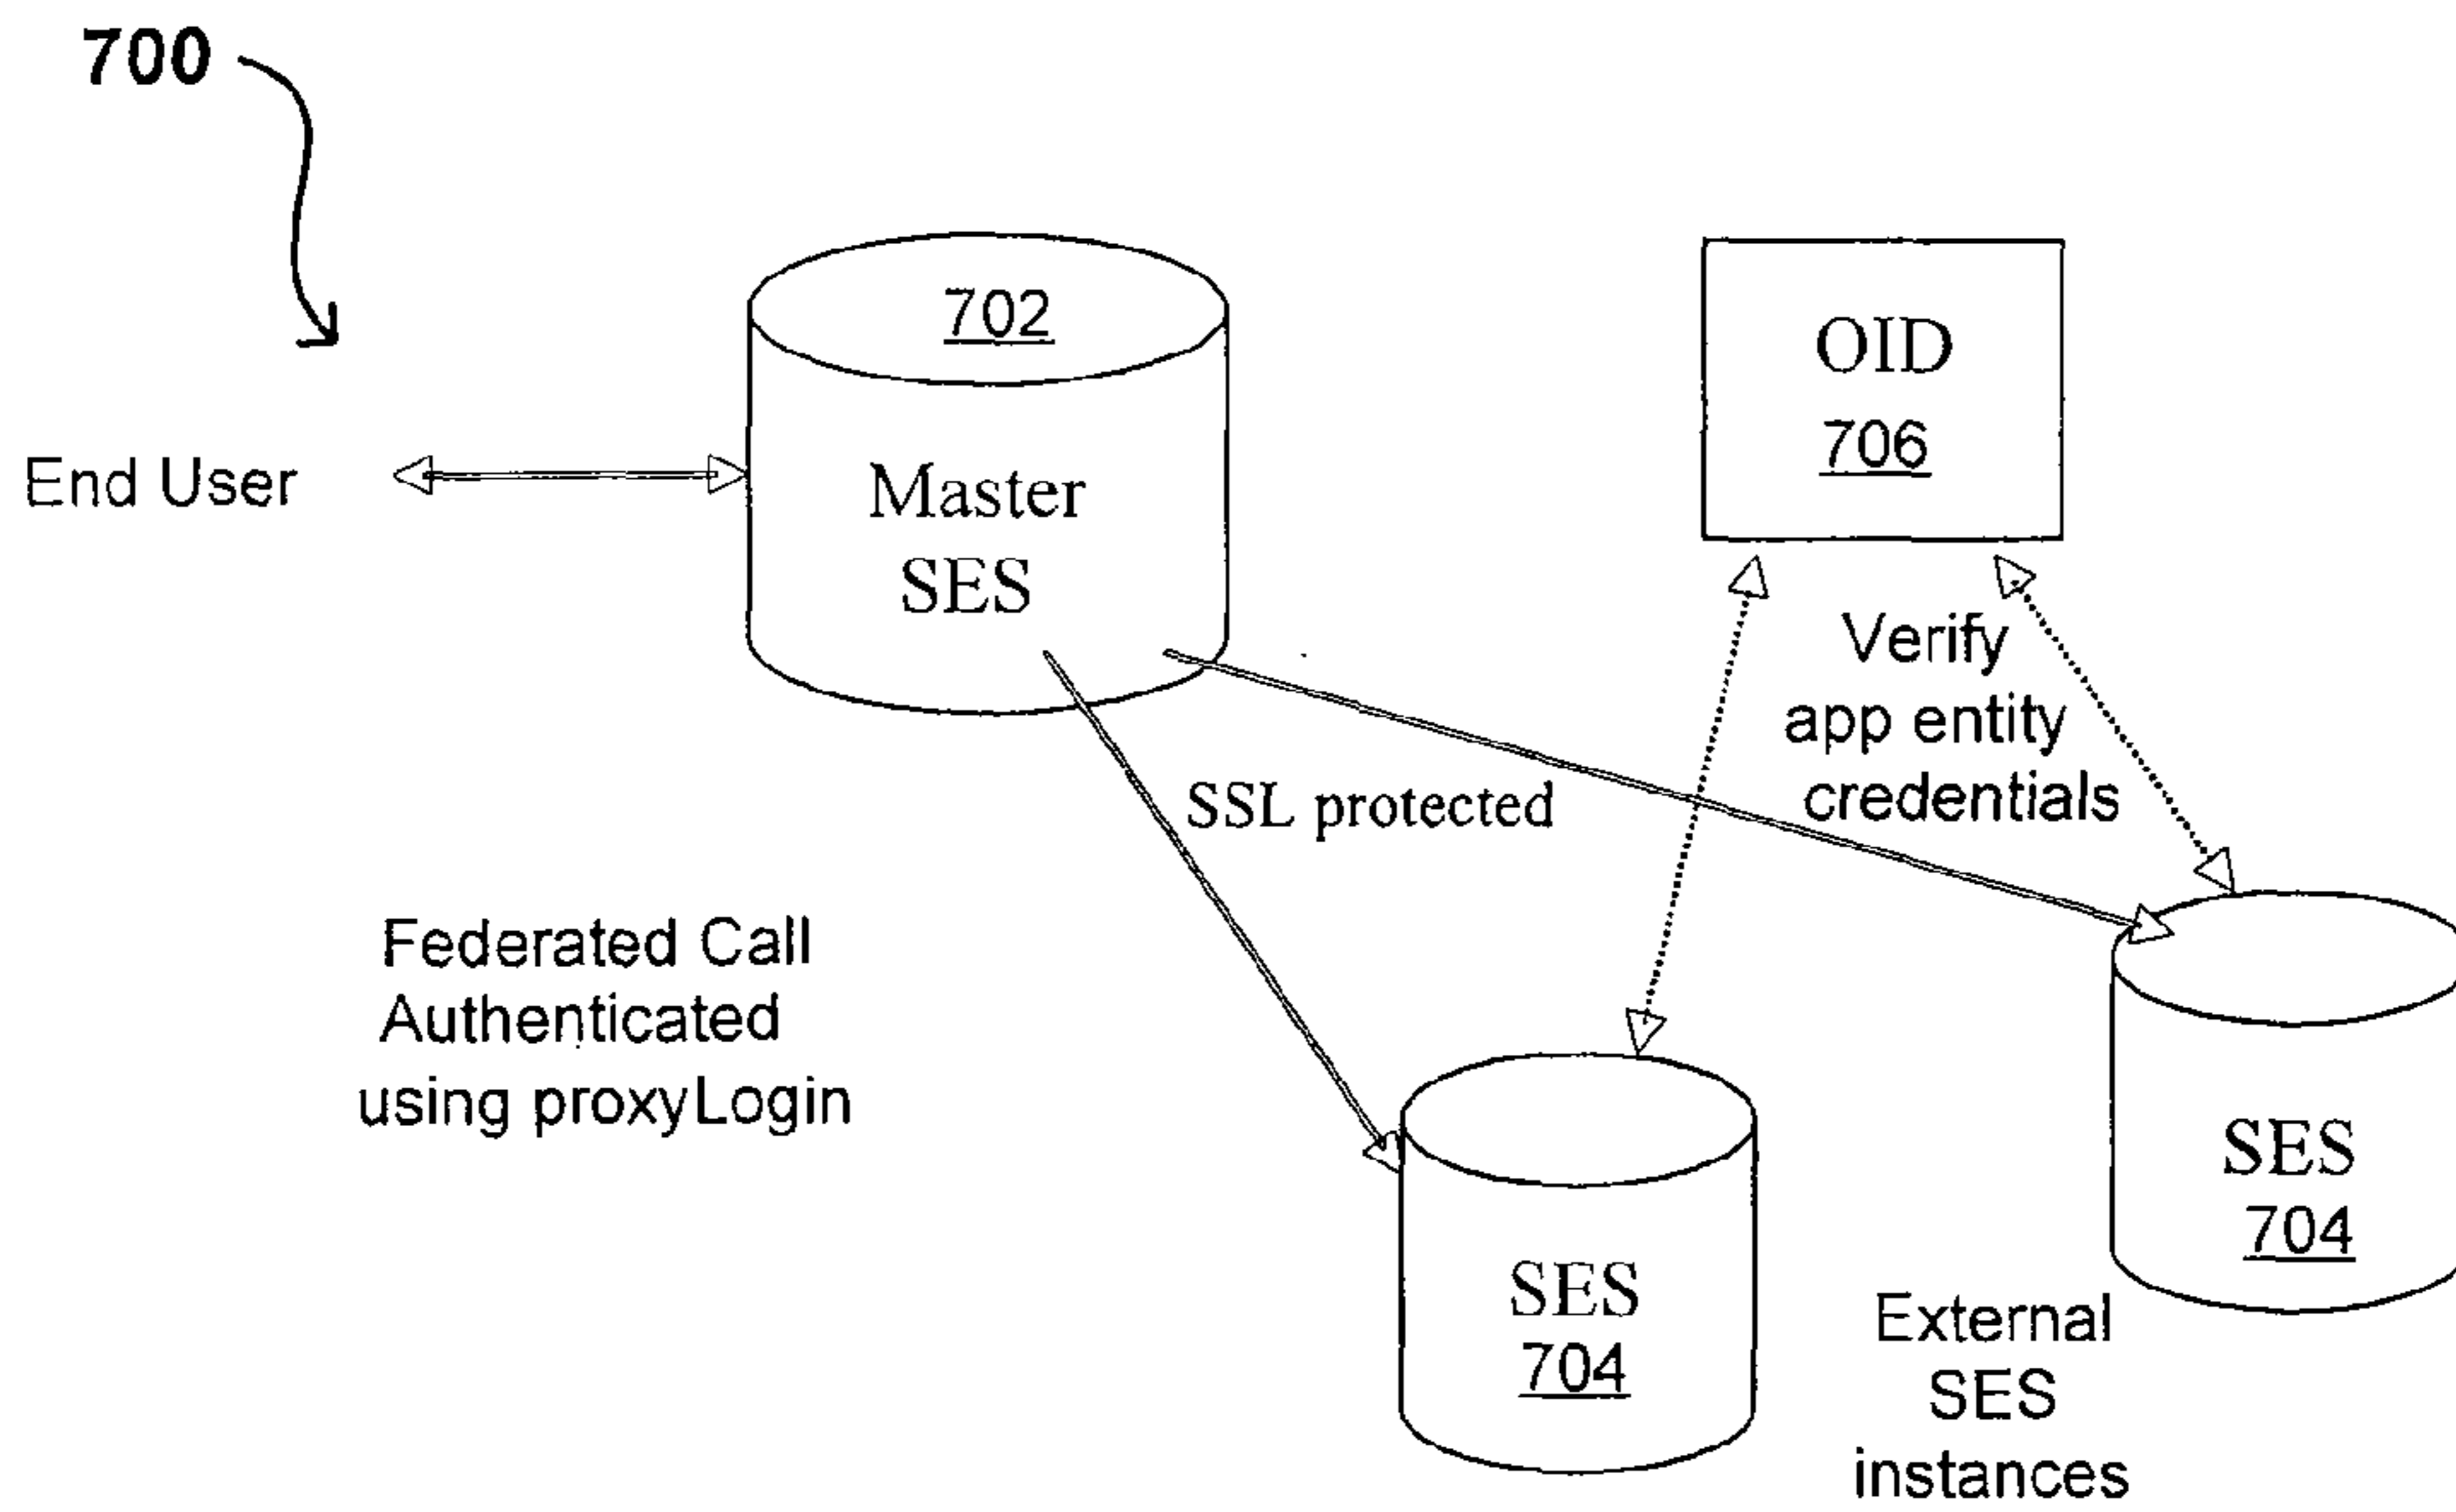 700
702
OID
706
End User
Master
SES
Verify
app entity
credentials
SSL protected
Federated Call
Authenticated
using proxyLogin
SES
704
SES
704
External
SES
instances